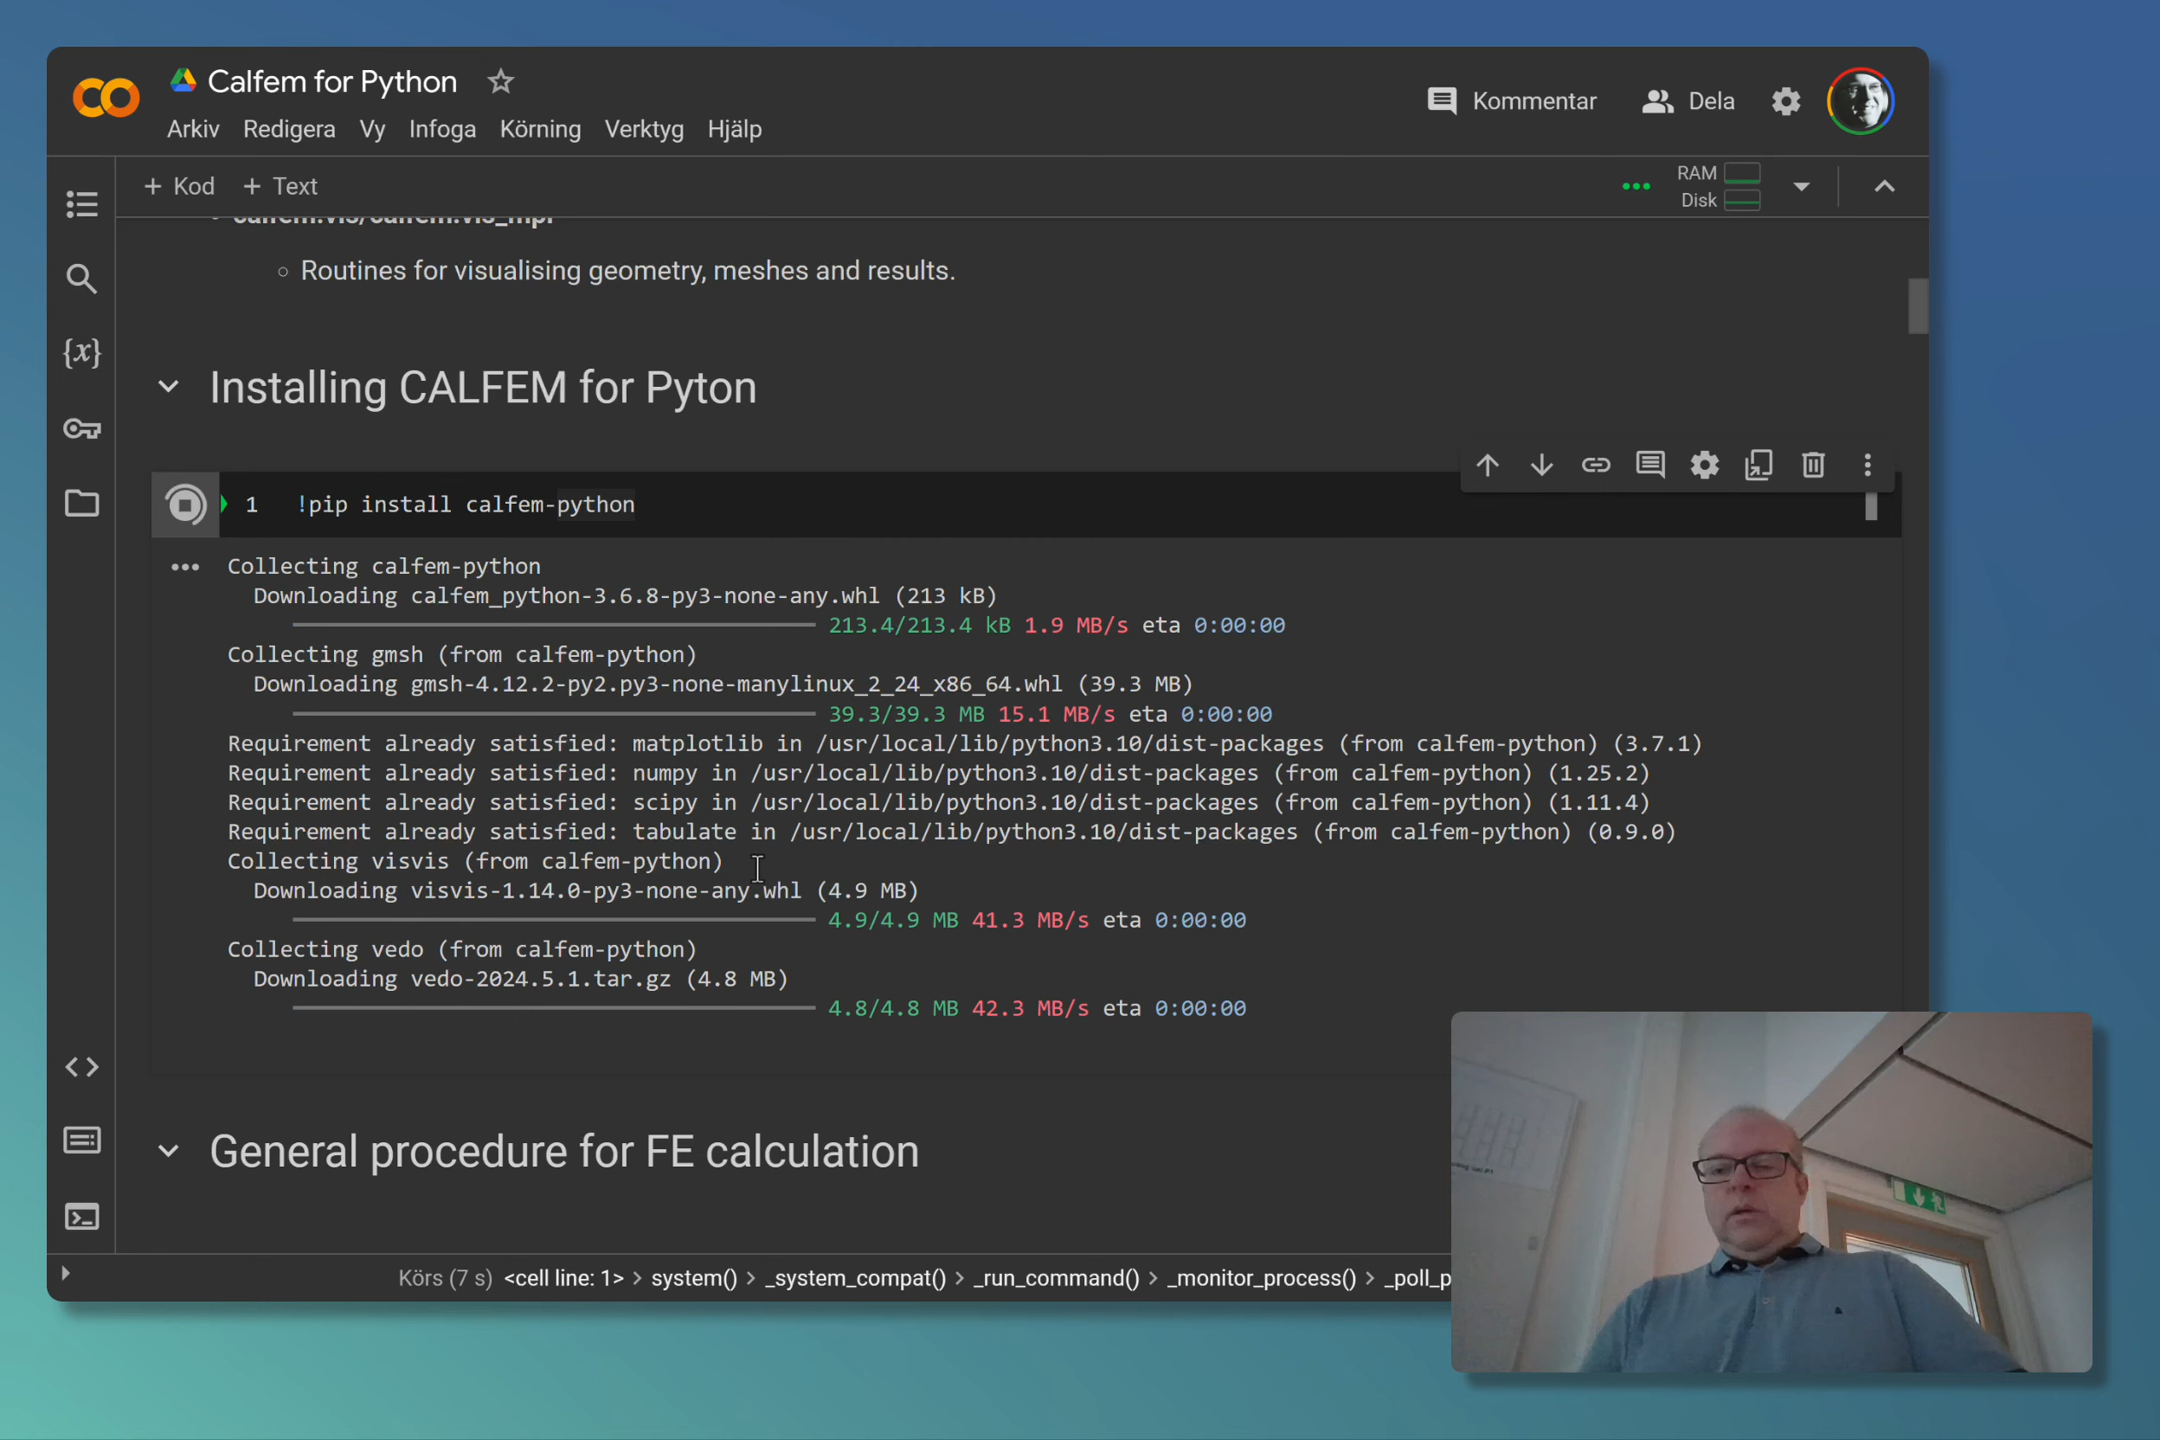 Calfem for Python
Kommentar
Dela
Arkiv Redigera Vy Infoga Körning Verktyg Hjälp
+ Kod + Text
RAM
Disk
calfem.vis/calfem.vis_mpl
Routines for visualising geometry, meshes and results.
Installing CALFEM for Pyton
1 !pip install calfem-python
Collecting calfem-python
Downloading calfem_python-3.6.8-py3-none-any.whl (213 kB)
213.4/213.4 kB 1.9 MB/s eta 0:00:00
Collecting gmsh (from calfem-python)
Downloading gmsh-4.12.2-py2.py3-none-manylinux_2_24_x86_64.whl (39.3 MB)
39.3/39.3 MB 15.1 MB/s eta 0:00:00
Requirement already satisfied: matplotlib in /usr/local/lib/python3.10/dist-packages (from calfem-python) (3.7.1)
Requirement already satisfied: numpy in /usr/local/lib/python3.10/dist-packages (from calfem-python) (1.25.2)
Requirement already satisfied: scipy in /usr/local/lib/python3.10/dist-packages (from calfem-python) (1.11.4)
Requirement already satisfied: tabulate in /usr/local/lib/python3.10/dist-packages (from calfem-python) (0.9.0)
Collecting visvis (from calfem-python)
Downloading visvis-1.14.0-py3-none-any.whl (4.9 MB)
4.9/4.9 MB 41.3 MB/s eta 0:00:00
Collecting vedo (from calfem-python)
Downloading vedo-2024.5.1.tar.gz (4.8 MB)
4.8/4.8 MB 42.3 MB/s eta 0:00:00
General procedure for FE calculation
Körs (7 s) <cell line: 1> > system() > _system_compat() > _run_command() > _monitor_process() > _poll_p